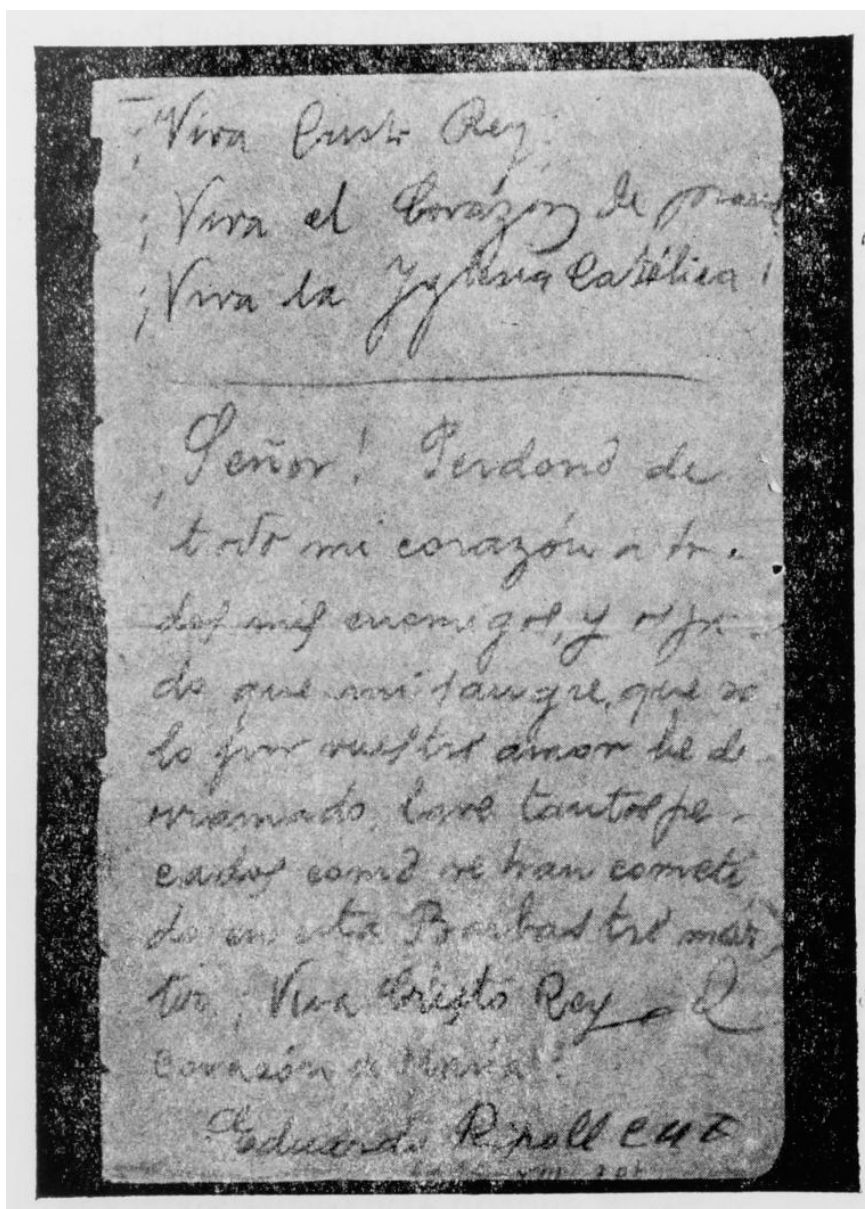 ¡Viva Cristo Rey!
¡Viva el Corazón de María
¡Viva la Yglesia Católica!
¡Señor! Perdonó de
todo mi corazón a to-
dos mis enemigos, y os pi-
do que mi sangre, que so
lo por vuestro amor he de
rramado, lave tantos pe-
cados como se han cometi
do en esta Barbastro már
tir. ¡Viva Cristo Rey y el
Corazón de María!
Eduardo Ripoll CMF